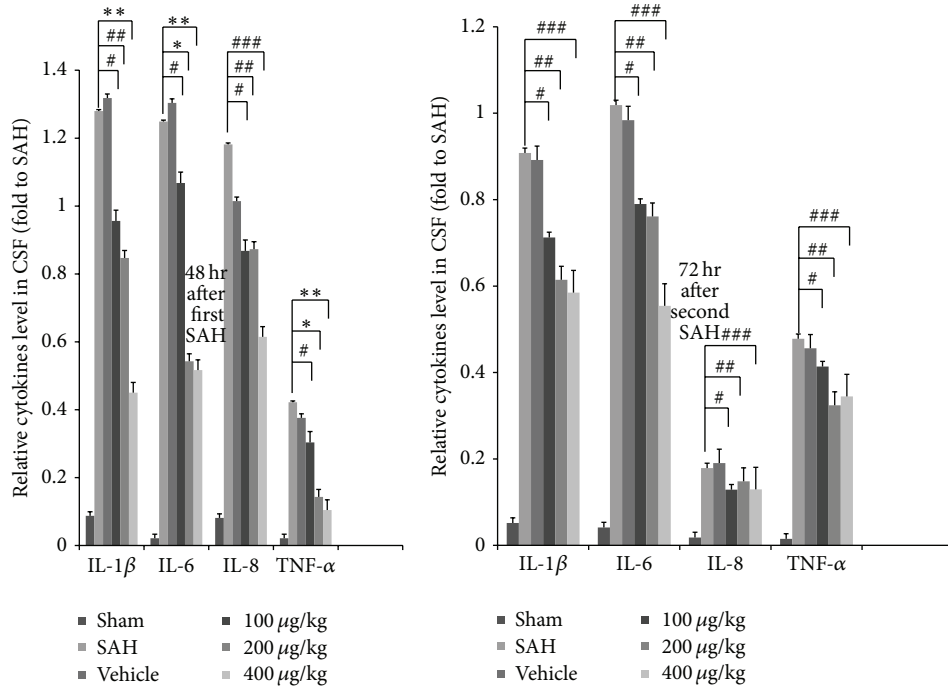 Relative cytokines level in CSF (fold to SAH)
1.4
1.2
1
0.8
0.6
0.4
0.2
0
**
##
#
**
*
#
###
##
#
**
*
#
48 hr
after
first
SAH
IL-1β IL-6 IL-8 TNF-α
Sham
SAH
Vehicle
100 μg/kg
200 μg/kg
400 μg/kg
Relative cytokines level in CSF (fold to SAH)
1.2
1
0.8
0.6
0.4
0.2
0
###
##
#
###
##
#
###
##
#
###
##
#
72 hr
after
second
SAH
IL-1β IL-6 IL-8 TNF-α
Sham
SAH
Vehicle
100 μg/kg
200 μg/kg
400 μg/kg